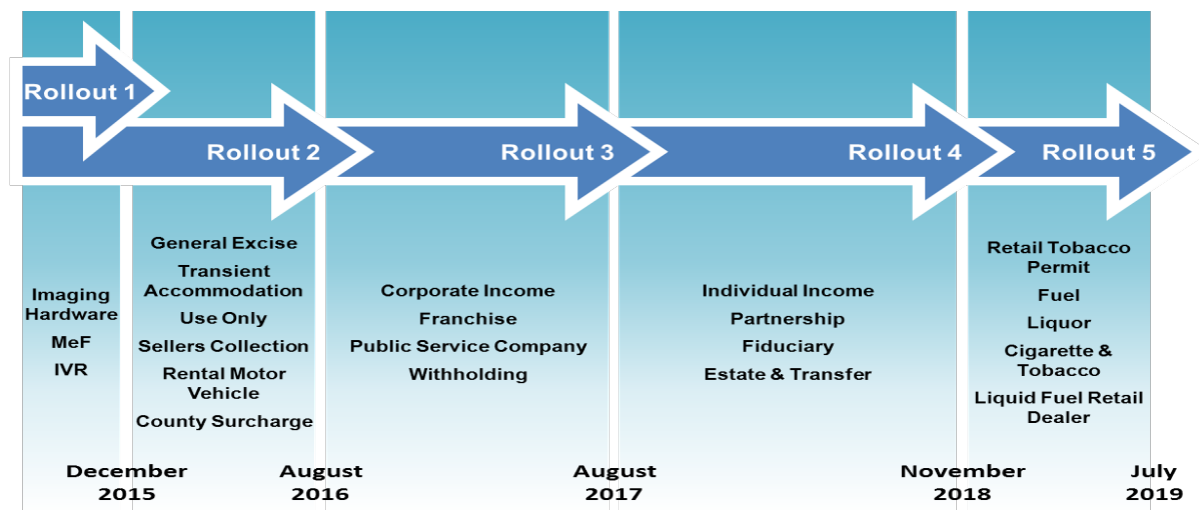 Rollout 1
Rollout 2
Rollout 3
Rollout 4
Rollout 5
Imaging
Hardware
MeF
IVR
General Excise
Transient
Accommodation
Use Only
Sellers Collection
Rental Motor
Vehicle
County Surcharge
Corporate Income
Franchise
Public Service Company
Withholding
Individual Income
Partnership
Fiduciary
Estate & Transfer
Retail Tobacco
Permit
Fuel
Liquor
Cigarette &
Tobacco
Liquid Fuel Retail
Dealer
December
2015
August
2016
August
2017
November
2018
July
2019